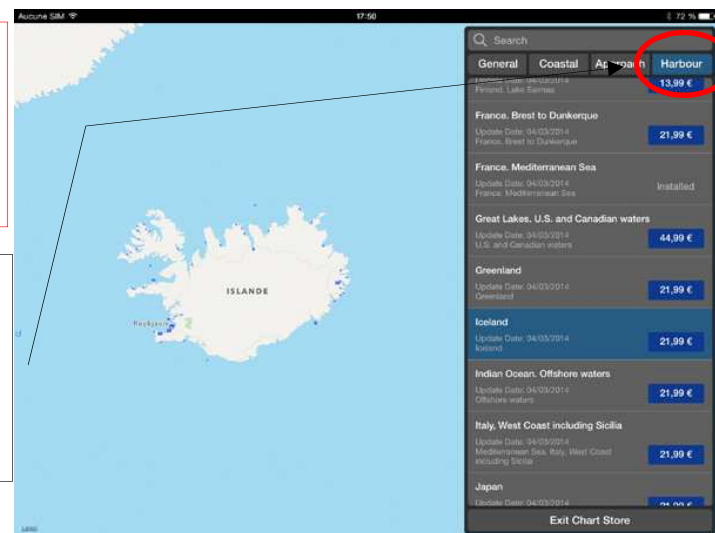 Aucune SIM 17:50 72 %
Search
General Coastal Approach Harbour
Update Date: 04/03/2014
Finland, Lake Saimaa
13,99 €
France. Brest to Dunkerque
Update Date: 04/03/2014
France. Brest to Dunkerque
21,99 €
France. Mediterranean Sea
Update Date: 04/03/2014
France. Mediterranean Sea
Installed
Great Lakes. U.S. and Canadian waters
Update Date: 04/03/2014
U.S. and Canadian waters
44,99 €
Greenland
Update Date: 04/03/2014
Greenland
21,99 €
Iceland
Update Date: 04/03/2014
Iceland
21,99 €
Indian Ocean. Offshore waters
Update Date: 04/03/2014
Offshore waters
21,99 €
Italy, West Coast including Sicilia
Update Date: 04/03/2014
Mediterranean Sea. Italy, West Coast
including Sicilia
21,99 €
Japan
Update Date: 04/03/2014
21,99 €
Exit Chart Store
ISLANDE
Reykjavik
Legal